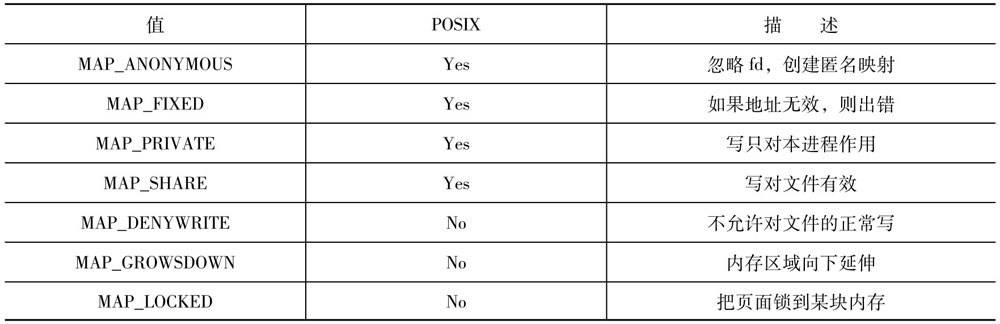 值 POSIX 描 述
MAP_ANONYMOUS Yes 忽略 fd，创建匿名映射
MAP_FIXED Yes 如果地址无效，则出错
MAP_PRIVATE Yes 写只对本进程作用
MAP_SHARE Yes 写对文件有效
MAP_DENYWRITE No 不允许对文件的正常写
MAP_GROWSDOWN No 内存区域向下延伸
MAP_LOCKED No 把页面锁到某块内存